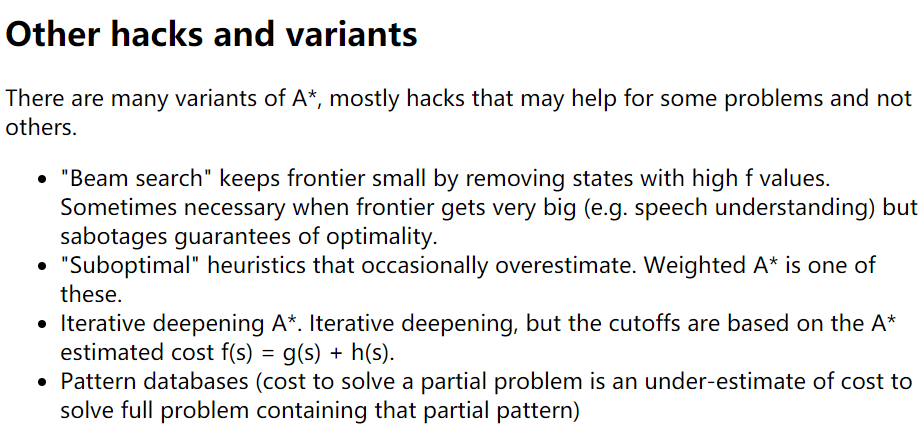 Other hacks and variants
There are many variants of A*, mostly hacks that may help for some problems and not
others.
• "Beam search" keeps frontier small by removing states with high f values.
Sometimes necessary when frontier gets very big (e.g. speech understanding) but
sabotages guarantees of optimality.
• "Suboptimal" heuristics that occasionally overestimate. Weighted A* is one of
these.
• Iterative deepening A*. Iterative deepening, but the cutoffs are based on the A*
estimated cost f(s) = g(s) + h(s).
• Pattern databases (cost to solve a partial problem is an under-estimate of cost to
solve full problem containing that partial pattern)